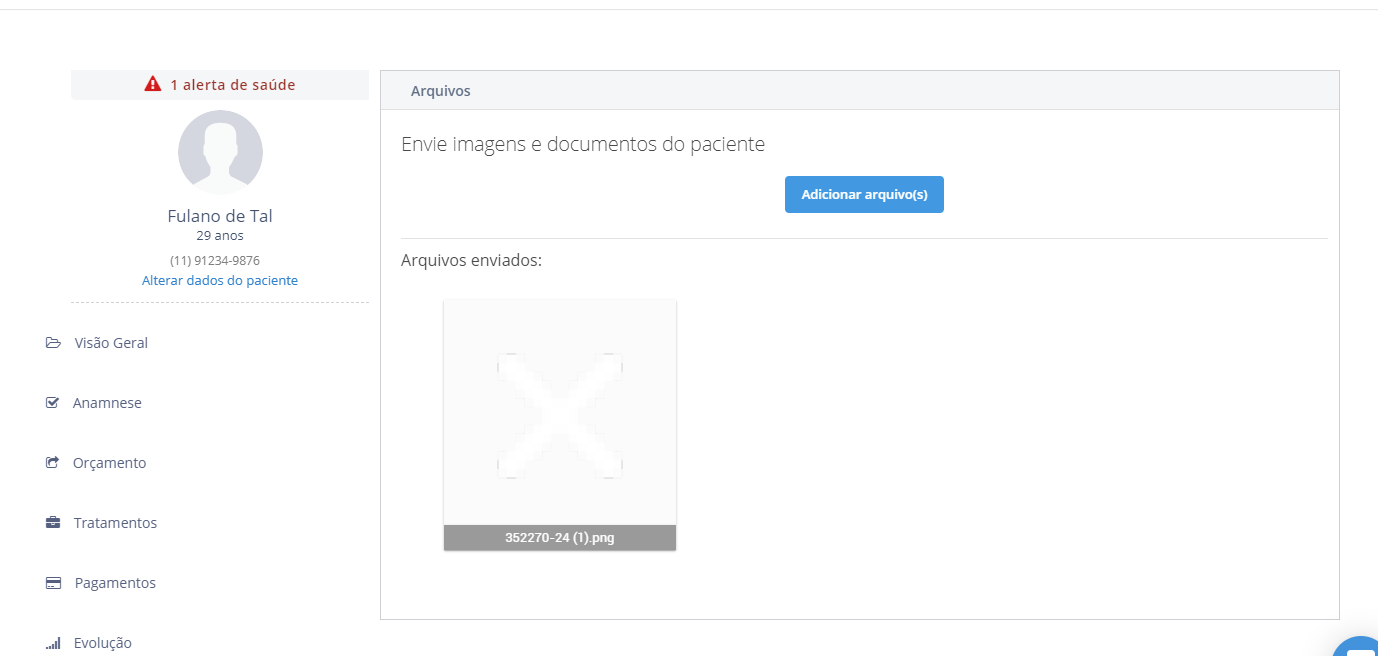 1 alerta de saúde
Fulano de Tal
29 anos
(11) 91234-9876
Alterar dados do paciente
Visão Geral
Anamnese
Orçamento
Tratamentos
Pagamentos
Evolução
Arquivos
Envie imagens e documentos do paciente
Adicionar arquivo(s)
Arquivos enviados:
352270-24 (1).png